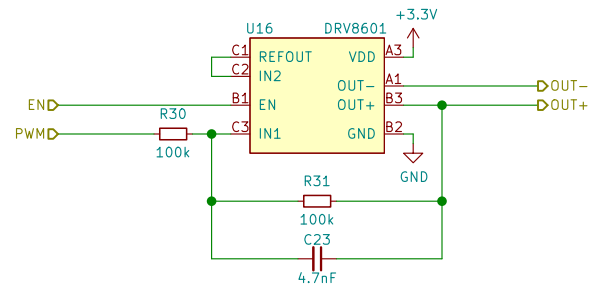 +3.3V
U16 DRV8601
C1 REFOUT VDD A3
C2 IN2
OUT- A1 OUT-
EN B1 EN OUT+ B3 OUT+
R30
PWM C3 IN1 GND B2
100k
GND
R31
100k
C23
4.7nF